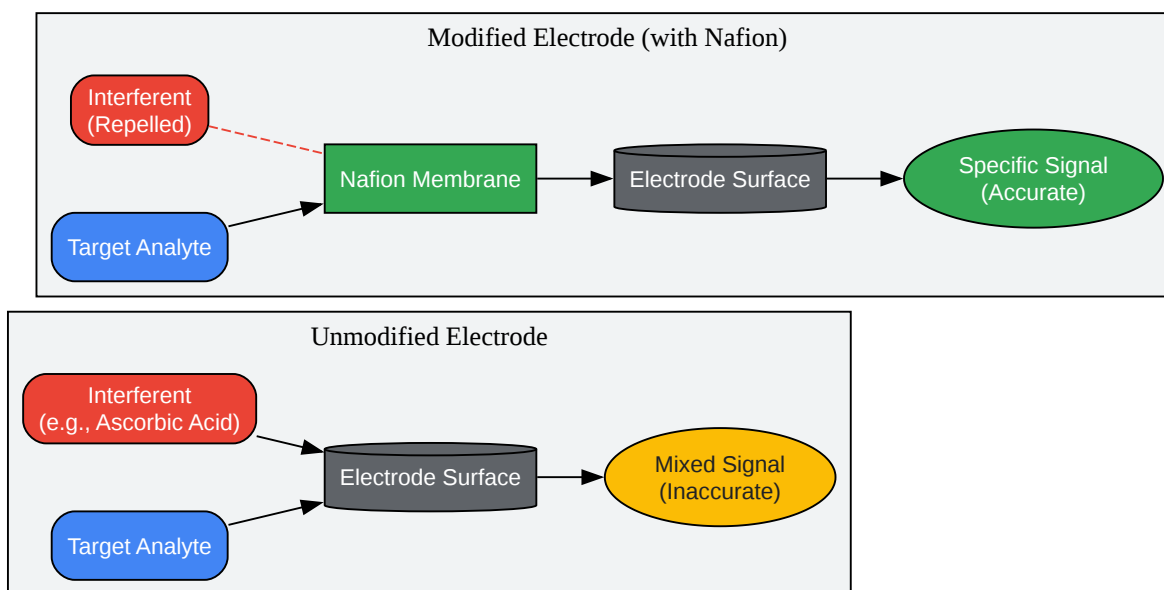 Modified Electrode (with Nafion)
Interferent
(Repelled)
Nafion Membrane
Electrode Surface
Specific Signal
(Accurate)
Target Analyte
Unmodified Electrode
Interferent
(e.g., Ascorbic Acid)
Electrode Surface
Mixed Signal
(Inaccurate)
Target Analyte